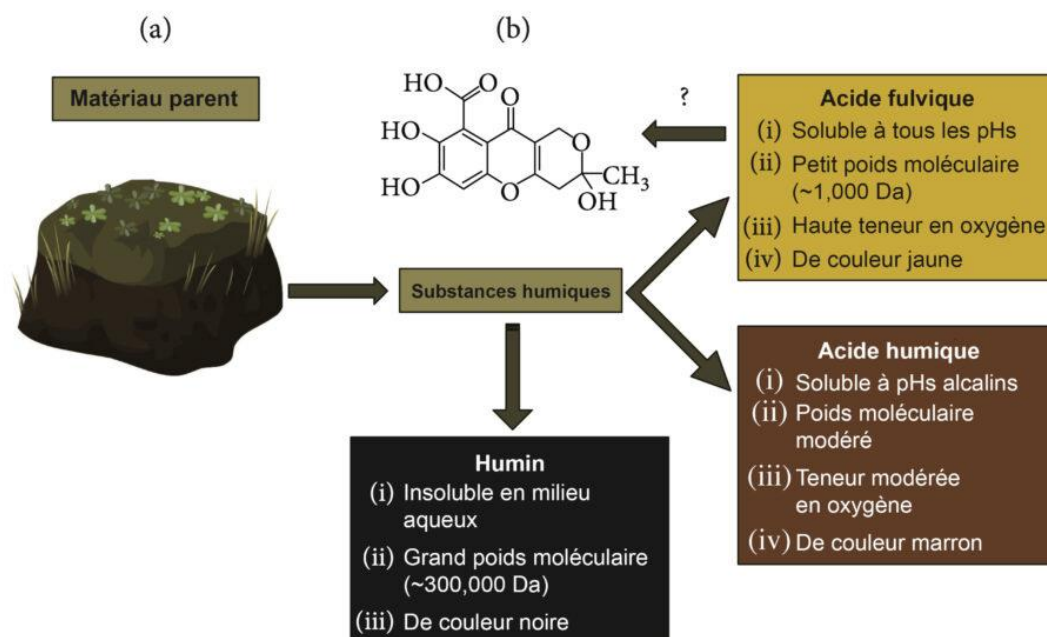 (a)
(b)
Matériau parent
HO
O
O
HO
HO
O
O
CH3
OH
?
Acide fulvique
(i) Soluble à tous les pHs
(ii) Petit poids moléculaire
(~1,000 Da)
(iii) Haute teneur en oxygène
(iv) De couleur jaune
Substances humiques
Acide humique
(i) Soluble à pHs alcalins
(ii) Poids moléculaire
modéré
(iii) Teneur modérée
en oxygène
(iv) De couleur marron
Humin
(i) Insoluble en milieu
aqueux
(ii) Grand poids moléculaire
(~300,000 Da)
(iii) De couleur noire